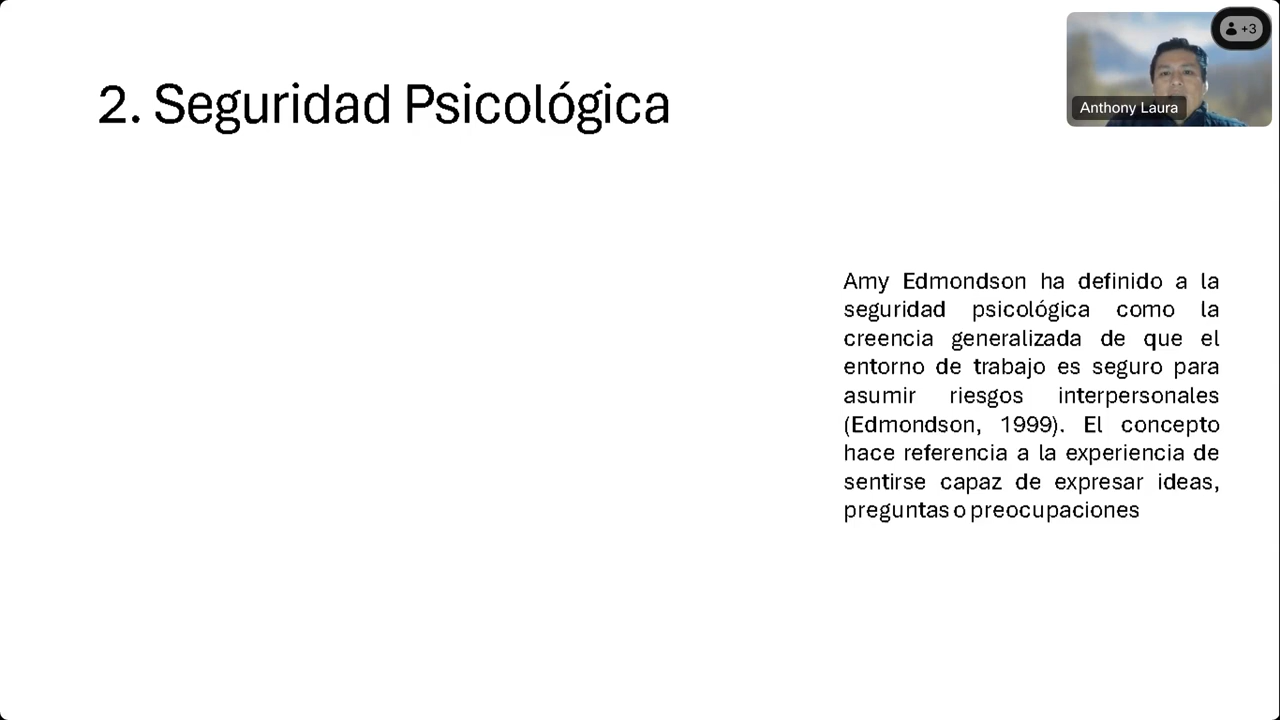 2. Seguridad Psicológica
+3
Anthony Laura
Amy Edmondson ha definido a la
seguridad psicológica como la
creencia generalizada de que el
entorno de trabajo es seguro para
asumir riesgos interpersonales
(Edmondson, 1999). El concepto
hace referencia a la experiencia de
sentirse capaz de expresar ideas,
preguntas o preocupaciones